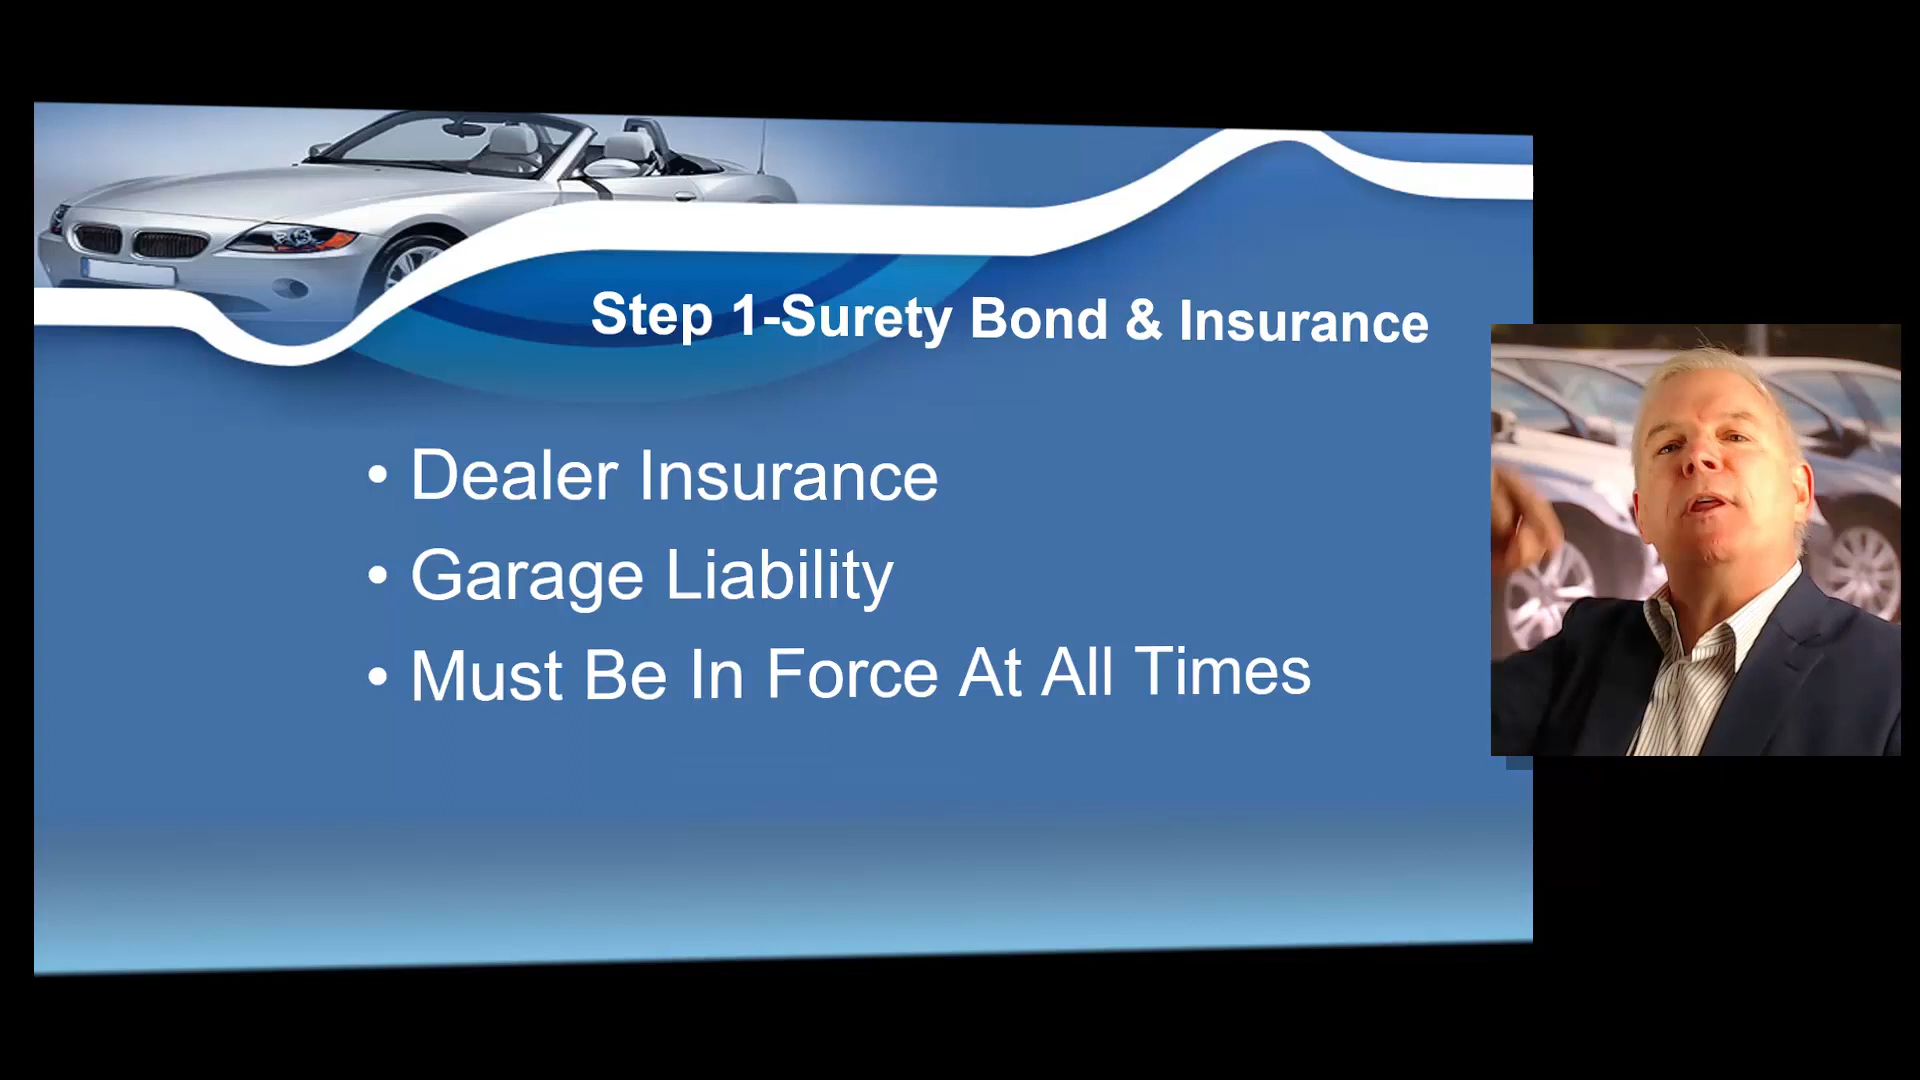 Step 1-Surety Bond & Insurance
• Dealer Insurance
• Garage Liability
• Must Be In Force At All Times